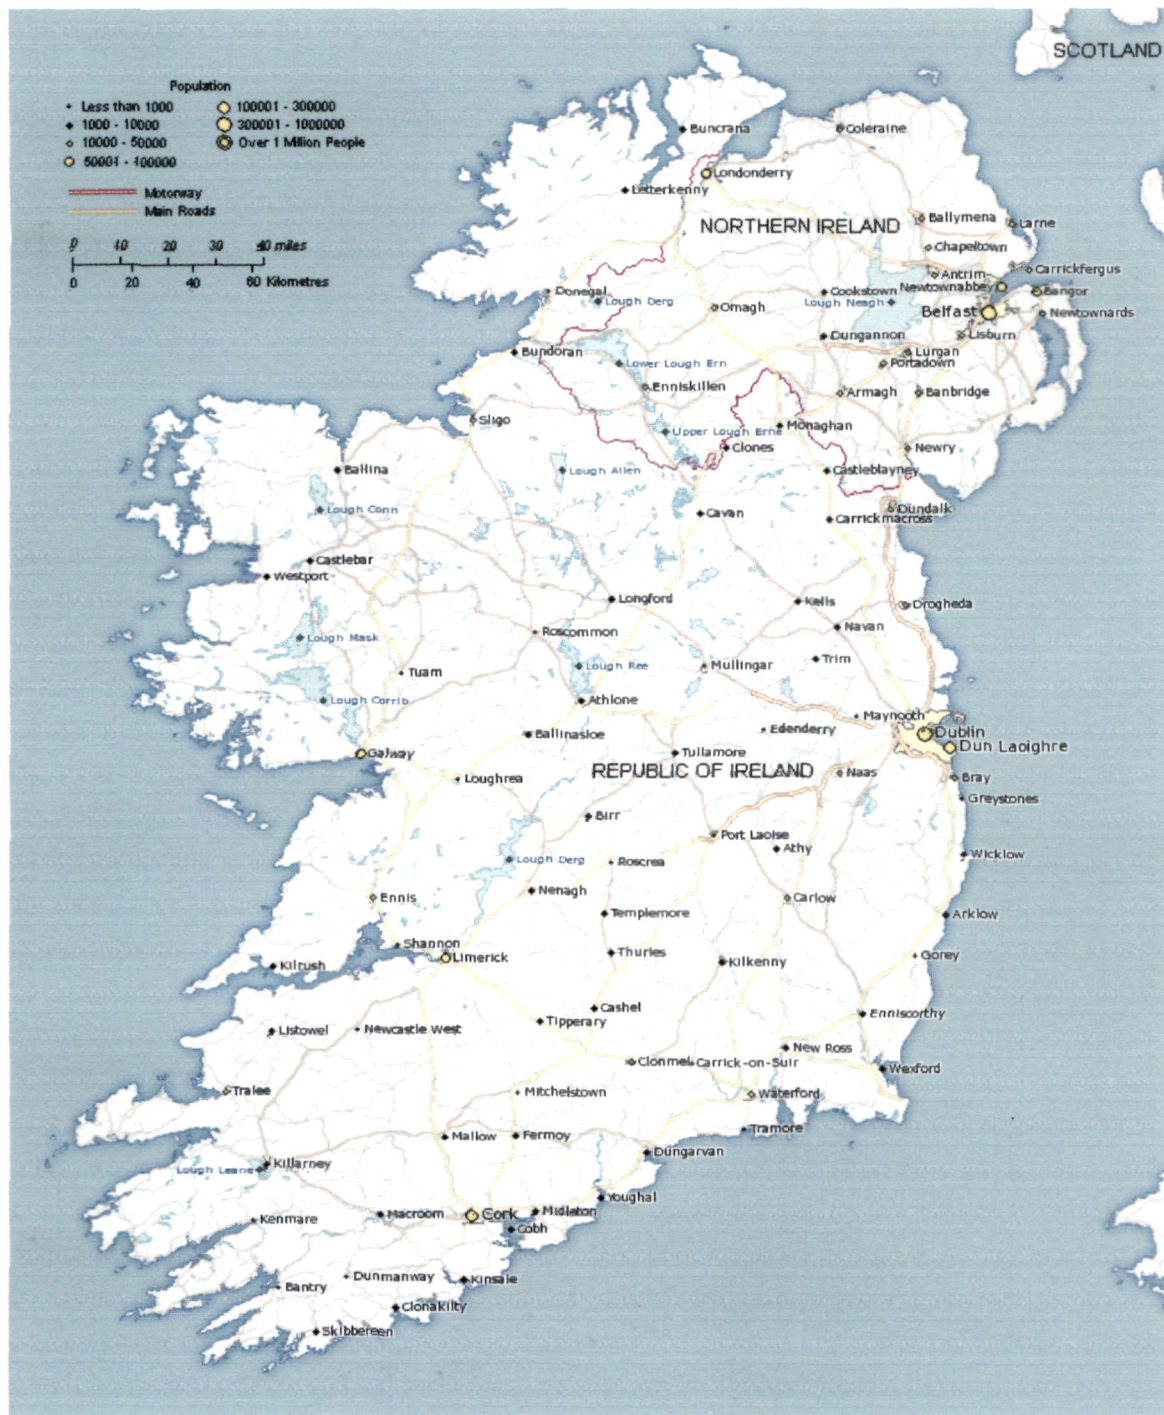 SCOTLAND
Population
Less than 1000
100001 - 300000
1000 - 10000
300001 - 1000000
10000 - 50000
Over 1 Million People
50001 - 100000
Motorway
Main Roads
0 10 20 30 40 miles
0 20 40 60 Kilometres
Buncrana
Coleraine
Londonderry
Letterkenny
NORTHERN IRELAND
Ballymena
Larne
Chapeltown
Antrim
Carrickfergus
Newtownabbey
Bangor
Donegal
Lough Derg
Cookstown
Lough Neagh
Omagh
Belfast
Newtownards
Dungannon
Lisburn
Bundoran
Lurgan
Lower Lough Ern
Portadown
Enniskillen
Armagh
Banbridge
Sligo
Monaghan
Upper Lough Erne
Clones
Newry
Ballina
Lough Allen
Castleblayney
Lough Conn
Cavan
Dundalk
Carrickmacross
Castlebar
Westport
Longford
Kells
Drogheda
Navan
Roscommon
Lough Mask
Trim
Lough Ree
Mullingar
Tuam
Lough Corrib
Athlone
Maynooth
Edenderry
Ballinasloe
Dublin
Dun Laoighre
Galway
Tullamore
REPUBLIC OF IRELAND
Naas
Loughrea
Bray
Greystones
Birr
Port Laoise
Athy
Wicklow
Lough Derg
Roscrea
Nenagh
Ennis
Carlow
Templemore
Arklow
Shannon
Thurles
Gorey
Limerick
Kilrush
Kilkenny
Cashel
Enniscorthy
Tipperary
Listowel
Newcastle West
New Ross
Clonmel
Carrick-on-Suir
Wexford
Tralee
Mitchelstown
Waterford
Tramore
Mallow
Fermoy
Dungarvan
Killarney
Lough Leane
Youghal
Macroom
Cork
Midleton
Kenmare
Cobh
Dunmanway
Kinsale
Bantry
Clonakilty
Skibbereen